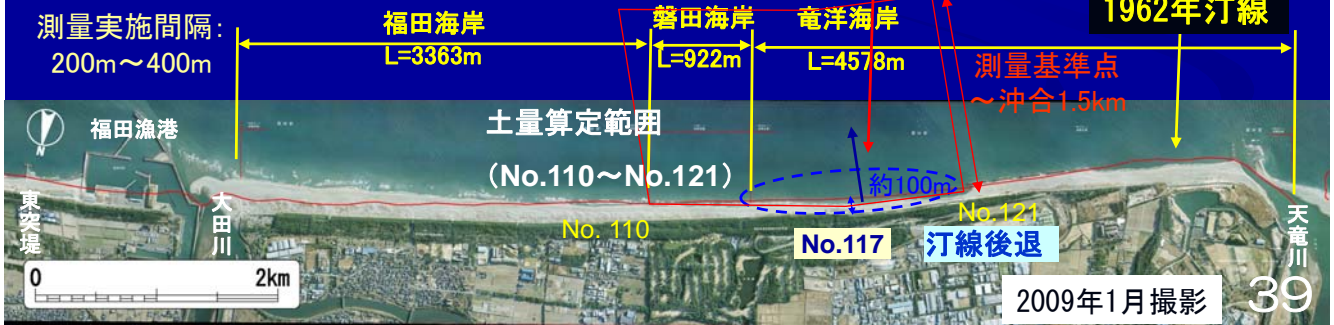 測量実施間隔:
200m～400m
福田海岸
L=3363m
磐田海岸
L=922m
竜洋海岸
L=4578m
1962年汀線
測量基準点
～沖合1.5km
N
福田漁港
土量算定範囲
(No.110～No.121)
約100m
東突堤
大田川
No. 110
No.121
No.117
汀線後退
天竜川
0
2km
2009年1月撮影
39